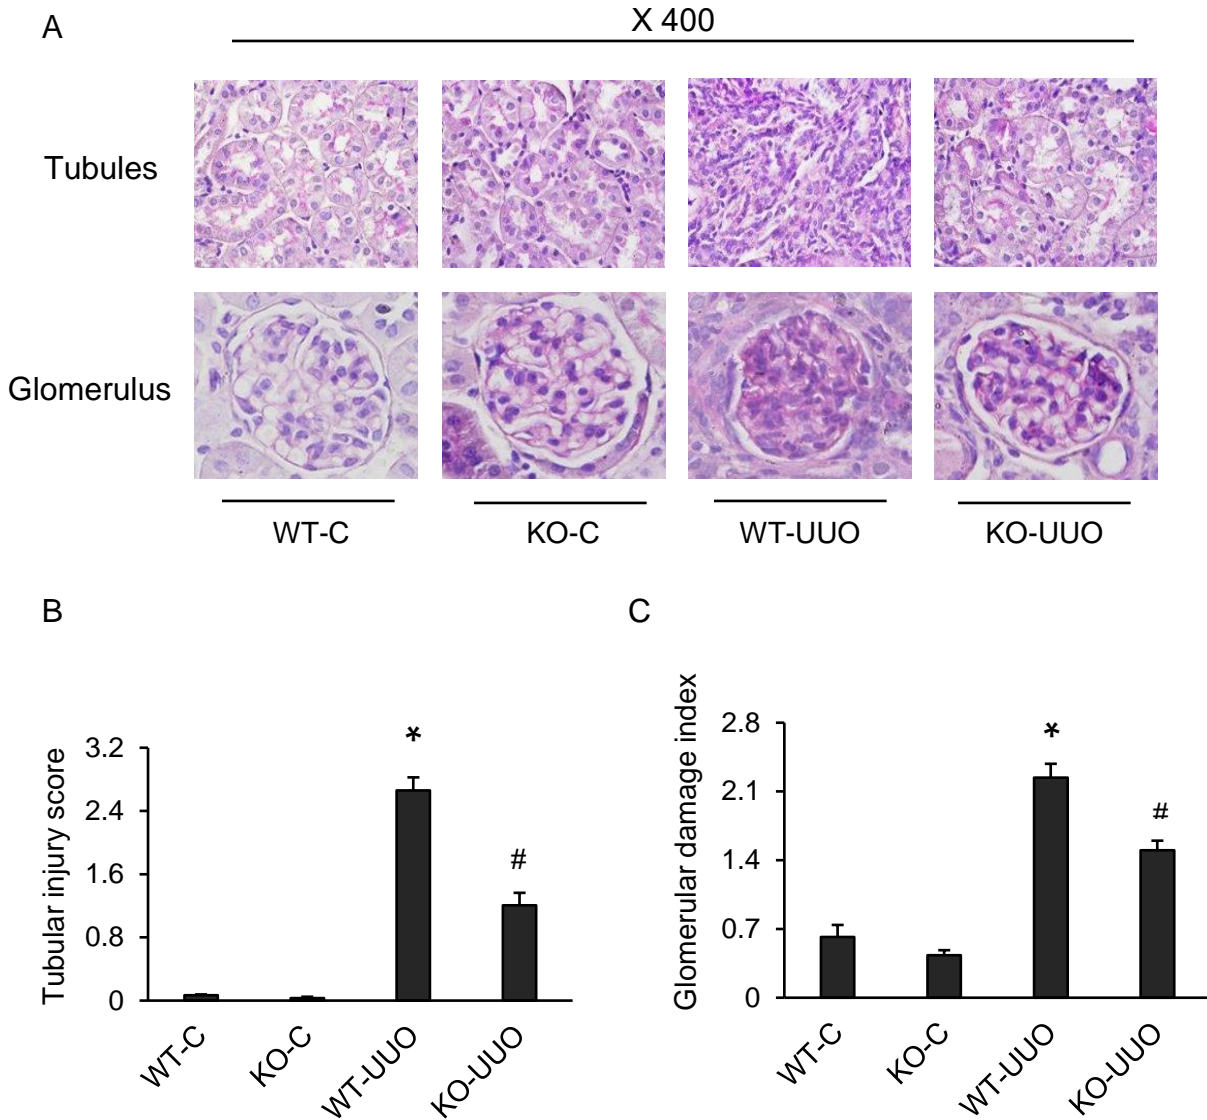 A
X 400
Tubules
Glomerulus
WT-C
KO-C
WT-UUO
KO-UUO
B
C
Tubular injury score
3.2
2.4
1.6
0.8
0
*
#
WT-C
KO-C
WT-UUO
KO-UUO
Glomerular damage index
2.8
2.1
1.4
0.7
0
*
#
WT-C
KO-C
WT-UUO
KO-UUO